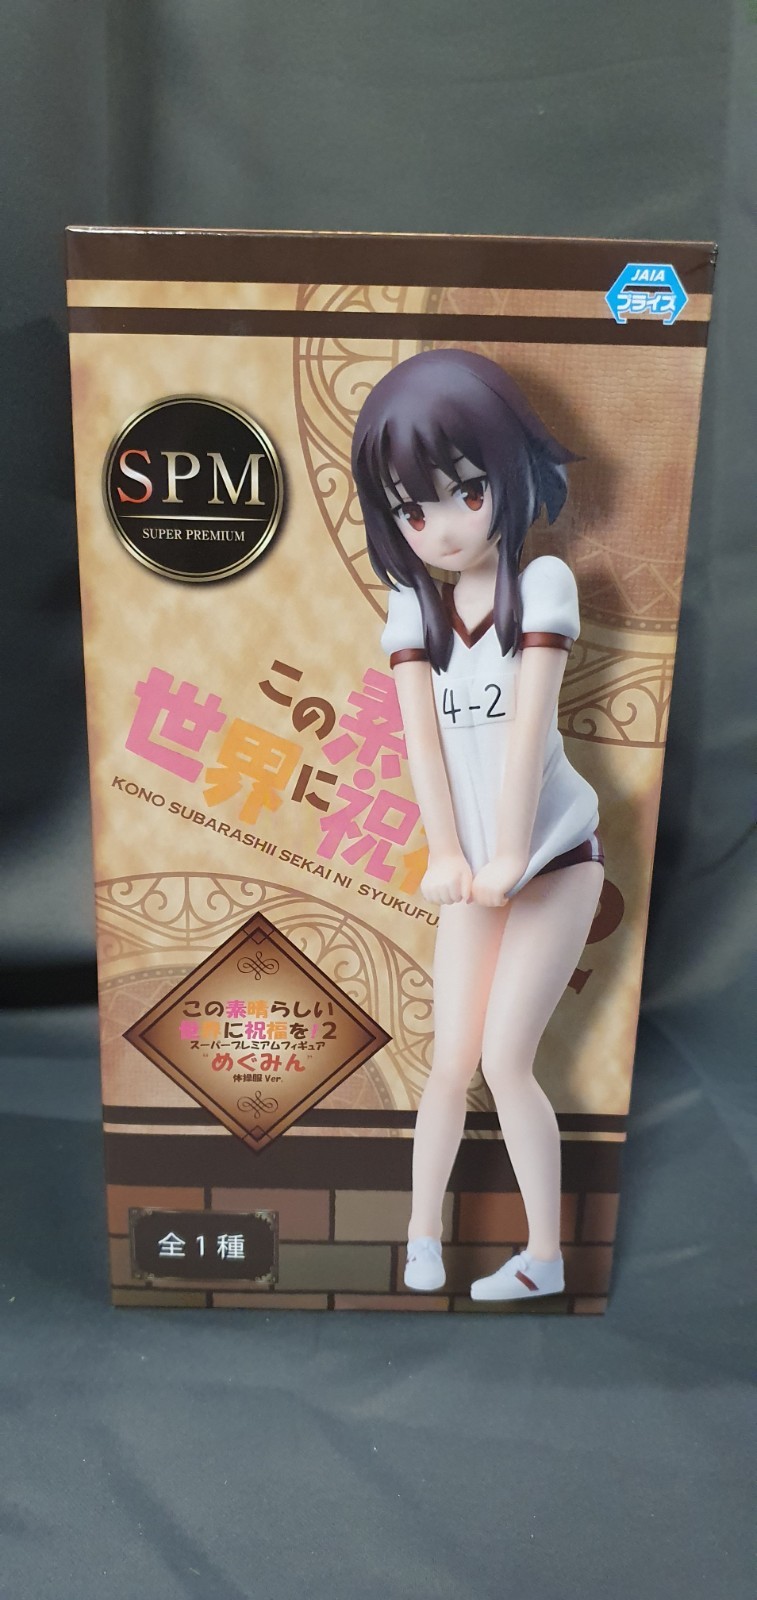 JAIA
プライズ
SPM
SUPER PREMIUM
この素
世界に祝福
KONO SUBARASHII SEKAI NI SYUKUFU
4-2
この素晴らしい
世界に祝福を!2
スーパープレミアムフィギュア
"めぐみん"
体操服 Ver.
全1種